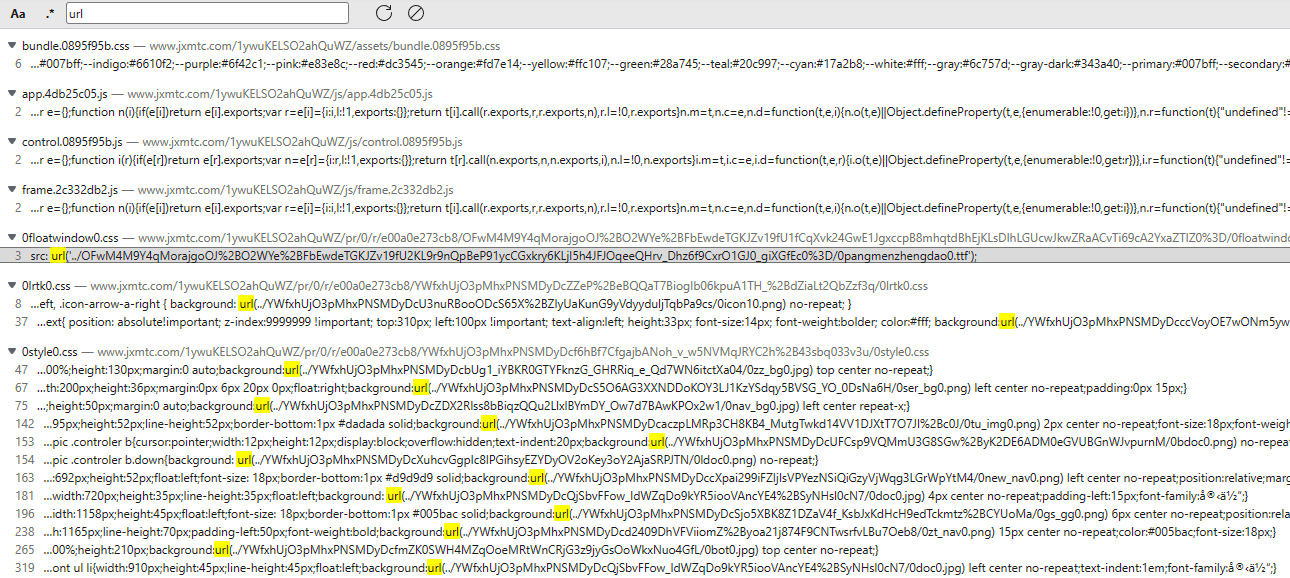 Aa .* url
bundle.0895f95b.css — www.jxmtc.com/1ywuKELSO2ahQuWZ/assets/bundle.0895f95b.css
6 ...#007bff;--indigo:#6610f2;--purple:#6f42c1;--pink:#e83e8c;--red:#dc3545;--orange:#fd7e14;--yellow:#ffc107;--green:#28a745;--teal:#20c997;--cyan:#17a2b8;--white:#fff;--gray:#6c757d;--gray-dark:#343a40;--primary:#007bff;--secondary:#
app.4db25c05.js — www.jxmtc.com/1ywuKELSO2ahQuWZ/js/app.4db25c05.js
2 ...r e={};function n(i){if(e[i])return e[i].exports;var r=e[i]={i:i,l:!1,exports:{}};return t[i].call(r.exports,r,r.exports,n),r.l=!0,r.exports}n.m=t,n.c=e,n.d=function(t,e,i){n.o(t,e)||Object.defineProperty(t,e,{enumerable:!0,get:i})},n.r=function(t){"undefined"!=
control.0895f95b.js — www.jxmtc.com/1ywuKELSO2ahQuWZ/js/control.0895f95b.js
2 ...r e={};function i(r){if(e[r])return e[r].exports;var n=e[r]={i:r,l:!1,exports:{}};return t[r].call(n.exports,n,n.exports,i),n.l=!0,n.exports}i.m=t,i.c=e,i.d=function(t,e,r){i.o(t,e)||Object.defineProperty(t,e,{enumerable:!0,get:r})},i.r=function(t){"undefined"!=
frame.2c332db2.js — www.jxmtc.com/1ywuKELSO2ahQuWZ/js/frame.2c332db2.js
2 ...r e={};function n(i){if(e[i])return e[i].exports;var r=e[i]={i:i,l:!1,exports:{}};return t[i].call(r.exports,r,r.exports,n),r.l=!0,r.exports}n.m=t,n.c=e,n.d=function(t,e,i){n.o(t,e)||Object.defineProperty(t,e,{enumerable:!0,get:i})},n.r=function(t){"undefined"!=
0floatwindow0.css — www.jxmtc.com/1ywuKELSO2ahQuWZ/pr/0/r/e00a0e273cb8/OFwM4M9Y4qMorajgoOJ%2BO2WYe%2BFbEwdeTGKJZv19fU1fCqXvk24GwE1JgxccpB8mhqtdBhEjKLsDIhLGUcwJkwZRaACvTi69cA2YxaZTIZ0%3D/0floatwindo
3 src: url('../OFwM4M9Y4qMorajgoOJ%2BO2WYe%2BFbEwdeTGKJZv19fU2KL9r9nQpBeP91ycCGxkry6KLjI5h4JFJOqeeQHrv_Dhz6f9CxrO1GJ0_giXGfEc0%3D/0pangmenzhengdao0.ttf');
0lrtk0.css — www.jxmtc.com/1ywuKELSO2ahQuWZ/pr/0/r/e00a0e273cb8/YWfxhUjO3pMhxPNSMDyDcZZeP%2BeBQQaT7BiogIb06kpuA1TH_%2BdZiaLt2QbZzf3q/0lrtk0.css
8 ...eft, .icon-arrow-a-right { background: url(../YWfxhUjO3pMhxPNSMDyDcU3nuRBooODcS65X%2BZIyUaKunG9yVdyyduIjTqbPa9cs/0icon10.png) no-repeat; }
37 ...ext{ position: absolute!important; z-index:9999999 !important; top:310px; left:100px !important; text-align:left; height:33px; font-size:14px; font-weight:bolder; color:#fff; background:url(../YWfxhUjO3pMhxPNSMDyDcccVoyOE7wONm5yw
0style0.css — www.jxmtc.com/1ywuKELSO2ahQuWZ/pr/0/r/e00a0e273cb8/YWfxhUjO3pMhxPNSMDyDcf6hBf7CfgajbANoh_v_w5NVMqJRYC2h%2B43sbq033v3u/0style0.css
47 ...00%;height:130px;margin:0 auto;background:url(../YWfxhUjO3pMhxPNSMDyDcbUg1_iYBKR0GTYFknzG_GHRRiq_e_Qd7WN6itctXa04/0zz_bg0.jpg) top center no-repeat;}
67 ...th:200px;height:36px;margin:0px 6px 20px 0px;float:right;background:url(../YWfxhUjO3pMhxPNSMDyDcS5O6AG3XXNDDoKOY3LJ1KzYSdqy5BVSG_YO_0DsNa6H/0ser_bg0.png) left center no-repeat;padding:0px 15px;}
75 ...;height:50px;margin:0 auto;background:url(../YWfxhUjO3pMhxPNSMDyDcZDX2Rlss8bBiqzQQu2LlxlBYmDY_Ow7d7BAwKPOx2w1/0nav_bg0.jpg) left center repeat-x;}
142 ...95px;height:52px;line-height:52px;border-bottom:1px #dadada solid;background:url(../YWfxhUjO3pMhxPNSMDyDcaczpLMRp3CH8KB4_MutgTwkd14VV1DJXtT7O7JI%2Bc0J/0tu_img0.png) 2px center no-repeat;font-size:18px;font-weig
153 ...pic .controler b{cursor:pointer;width:12px;height:12px;display:block;overflow:hidden;text-indent:20px;background:url(../YWfxhUjO3pMhxPNSMDyDcUFCsp9VQMmU3G8SGw%2ByK2DE6ADM0eGVUBGnWJvpurnM/0bdoc0.png) no-repea
154 ...pic .controler b.down{background: url(../YWfxhUjO3pMhxPNSMDyDcXuhcvGgplc8IPGihsyEZYDyOV2oKey3oY2AjaSRPJTN/0ldoc0.png) no-repeat;}
163 ...:692px;height:52px;float:left;font-size: 18px;border-bottom:1px #d9d9d9 solid;background:url(../YWfxhUjO3pMhxPNSMDyDccXpai299iFZljlsVPYezNSiQiGzyVjWqg3LGrWpYtM4/0new_nav0.png) left center no-repeat;position:relative;mar
181 ...width:720px;height:35px;line-height:35px;float:left;background: url(../YWfxhUjO3pMhxPNSMDyDcQjSbvFFow_IdWZqDo9kYR5iooVAncYE4%2BSyNHsl0cN7/0doc0.png) 4px center no-repeat;padding-left:15px;font-family:å®‹ä½“;}
196 ...idth:1158px;height:45px;float:left;font-size: 18px;border-bottom:1px #005bac solid;background:url(../YWfxhUjO3pMhxPNSMDyDcSjo5XBK8Z1DZaV4f_KsbJxKdHcH9edTckmtz%2BCYUoMa/0gs_gg0.png) 6px center no-repeat;position:rela
238 ...h:1165px;line-height:70px;padding-left:50px;font-weight:bold;background:url(../YWfxhUjO3pMhxPNSMDyDcd2409DhVFViiomZ%2Byoa21j874F9CNTwsrfvLBu7Oeb8/0zt_nav0.png) 15px center no-repeat;color:#005bac;font-size:18px;}
265 ...00%;height:210px;background:url(../YWfxhUjO3pMhxPNSMDyDcfmZK0SWH4MZqOoeMRtWnCRjG3z9jyGsOoWkxNuo4GfL/0bot0.jpg) top center no-repeat;}
319 ...ont ul li{width:910px;height:45px;line-height:45px;float:left;background:url(../YWfxhUjO3pMhxPNSMDyDcQjSbvFFow_IdWZqDo9kYR5iooVAncYE4%2BSyNHsl0cN7/0doc0.png) left center no-repeat;text-indent:1em;font-family:å®‹ä½“;}